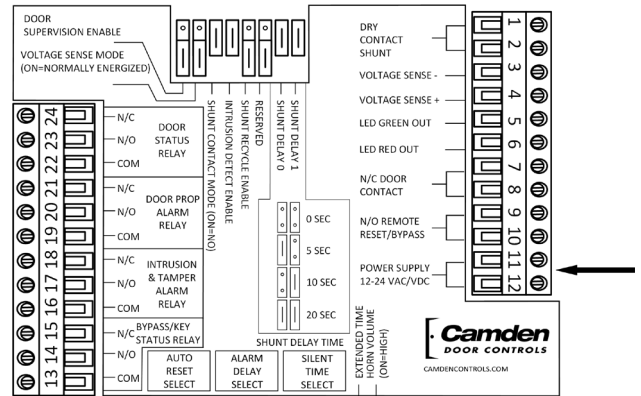 DOOR
SUPERVISION ENABLE
VOLTAGE SENSE MODE
(ON=NORMALLY ENERGIZED)
SHUNT CONTACT MODE (ON=NO)
INTRUSION DETECT ENABLE
SHUNT RECYCLE ENABLE
RESERVED
SHUNT DELAY 0
SHUNT DELAY 1
0 SEC
5 SEC
10 SEC
20 SEC
SHUNT DELAY TIME
24
23
22
21
20
19
18
17
16
15
14
13
N/C
N/O
COM
DOOR
STATUS
RELAY
N/C
N/O
COM
DOOR PROP
ALARM
RELAY
N/C
N/O
COM
INTRUSION
& TAMPER
ALARM
RELAY
N/C
N/O
COM
BYPASS/KEY
STATUS RELAY
AUTO
RESET
SELECT
ALARM
DELAY
SELECT
SILENT
TIME
SELECT
EXTENDED TIME
HORN VOLUME
(ON=HIGH)
DRY
CONTACT
SHUNT
VOLTAGE SENSE -
VOLTAGE SENSE +
LED GREEN OUT
LED RED OUT
N/C DOOR
CONTACT
N/O REMOTE
RESET/BYPASS
POWER SUPPLY
12-24 VAC/VDC
1
2
3
4
5
6
7
8
9
10
11
12
Camden
DOOR CONTROLS
CAMDENCONTROLS.COM